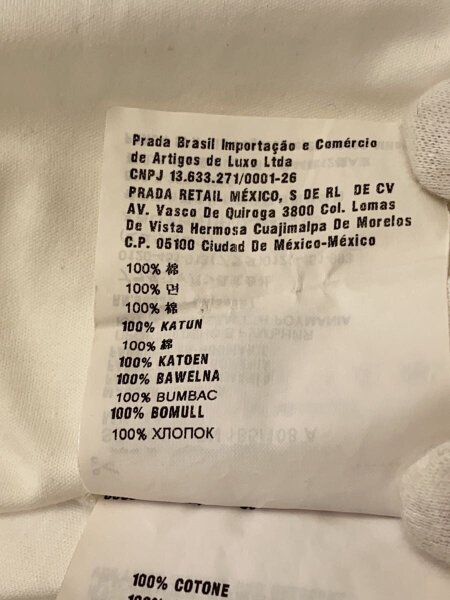 Prada Brasil Importação e Comércio
de Artigos de Luxo Ltda
CNPJ 13.633.271/0001-26
PRADA RETAIL MÉXICO, S DE RL DE CV
AV. Vasco De Quiroga 3800 Col. Lomas
De Vista Hermosa Cuajimalpa De Morelos
C.P. 05100 Ciudad De México-México
100% 棉
100% 면
100% 棉
100% KATUN
100% 綿
100% KATOEN
100% BAWELNA
100% BUMBAC
100% BOMULL
100% ХЛОПОК
100% COTONE